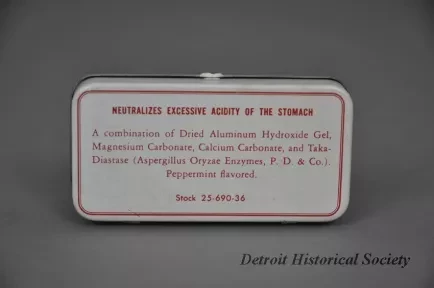 NEUTRALIZES EXCESSIVE ACIDITY OF THE STOMACH
A combination of Dried Aluminum Hydroxide Gel,
Magnesium Carbonate, Calcium Carbonate, and Taka-
Diastase (Aspergillus Oryzae Enzymes, P. D. & Co.).
Peppermint flavored.
Stock 25-690-36
Detroit Historical Society